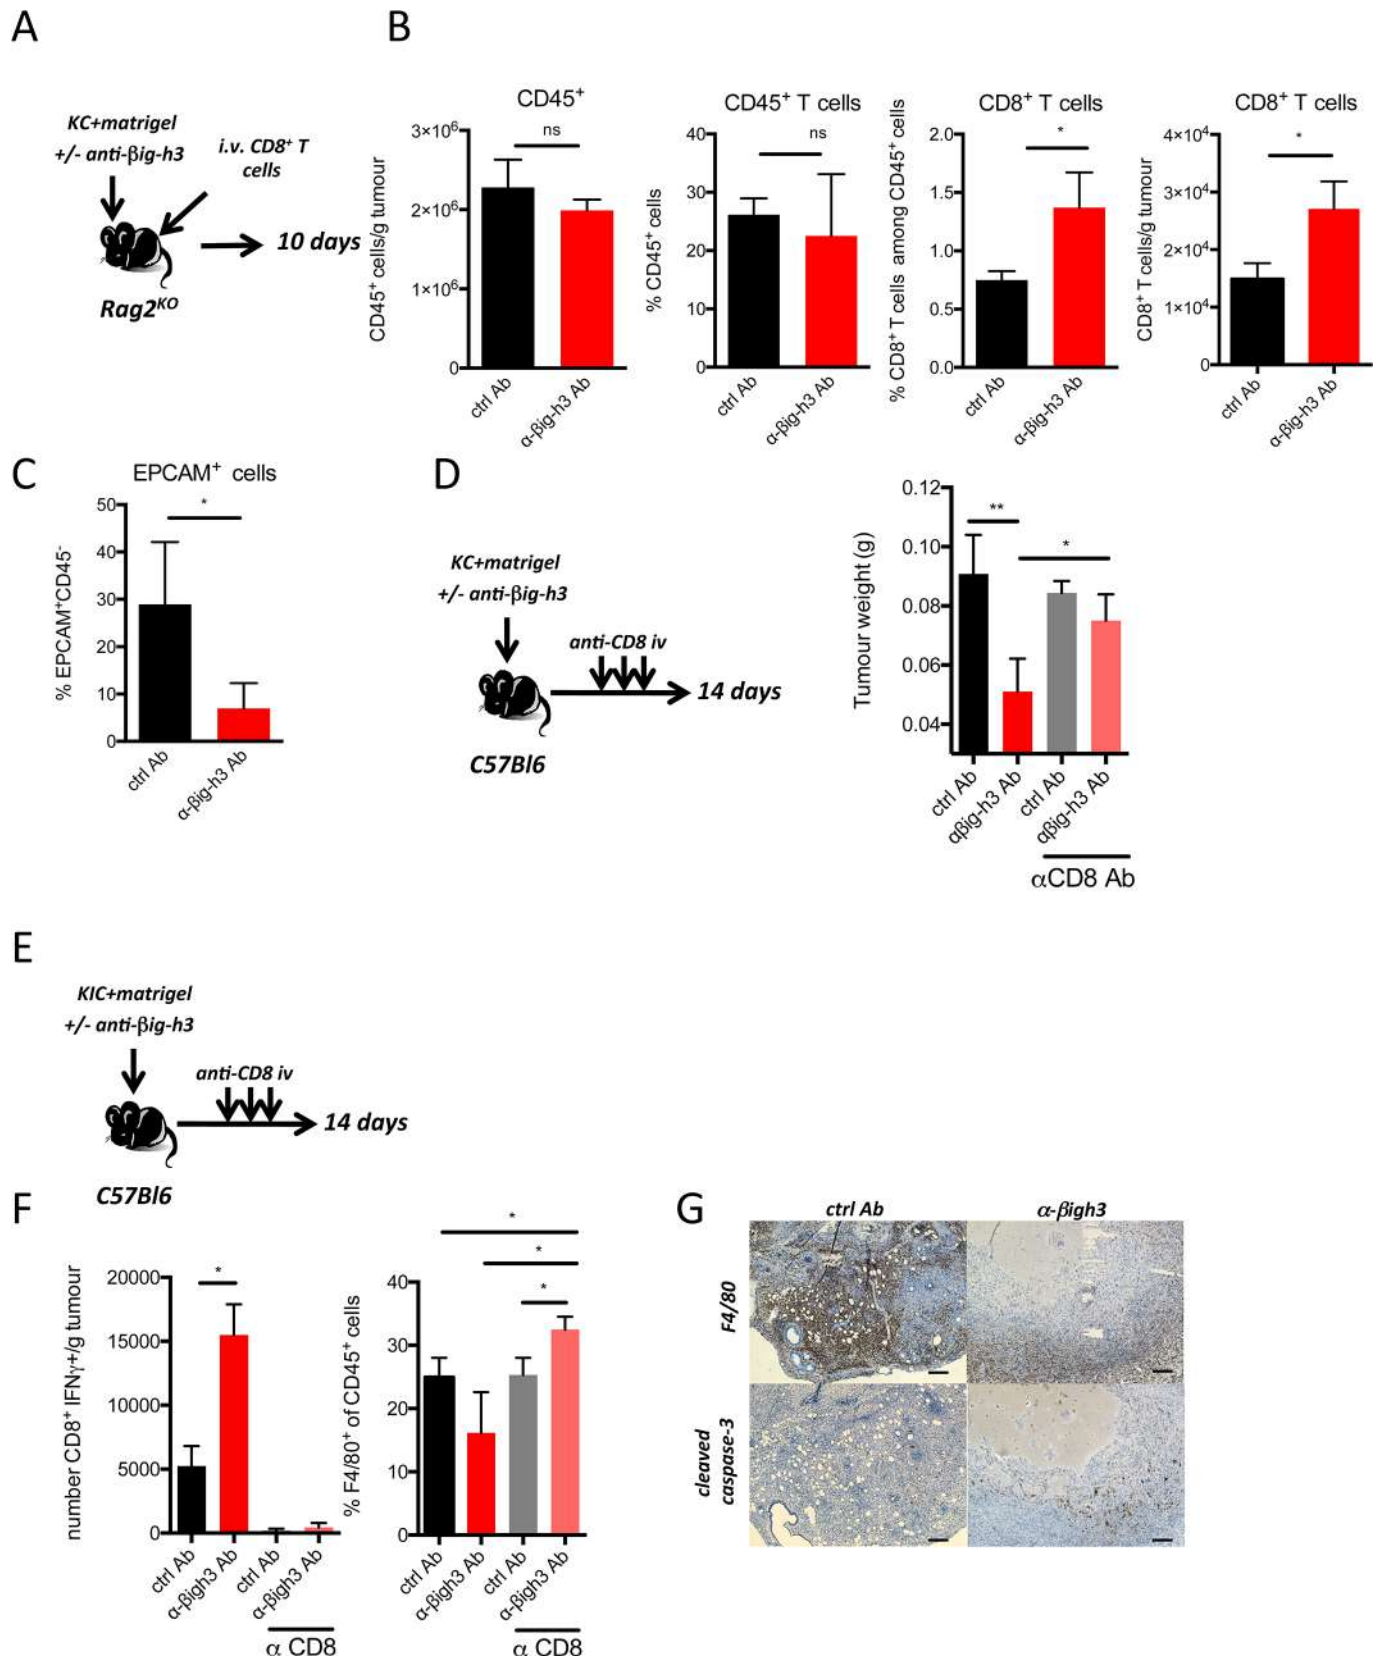 A
KC+matrigel
+/- anti-βig-h3
i.v. CD8⁺ T
cells
10 days
Rag2ᴷᴼ
B
CD45⁺
ns
CD45⁺ cells/g tumour
3×10⁶
2×10⁶
1×10⁶
0
ctrl Ab
α-βig-h3 Ab
CD45⁺ T cells
ns
% CD45⁺ cells
40
30
20
10
0
ctrl Ab
α-βig-h3 Ab
CD8⁺ T cells
*
% CD8⁺ T cells among CD45⁺ cells
2.0
1.5
1.0
0.5
0.0
ctrl Ab
α-βig-h3 Ab
CD8⁺ T cells
*
CD8⁺ T cells/g tumour
4×10⁴
3×10⁴
2×10⁴
1×10⁴
0
ctrl Ab
α-βig-h3 Ab
C
EPCAM⁺ cells
*
% EPCAM⁺CD45⁻
50
40
30
20
10
0
ctrl Ab
α-βig-h3 Ab
D
KC+matrigel
+/- anti-βig-h3
anti-CD8 iv
14 days
C57Bl6
Tumour weight (g)
0.12
0.10
0.08
0.06
0.04
**
*
ctrl Ab
αβig-h3 Ab
ctrl Ab
αβig-h3 Ab
αCD8 Ab
E
KIC+matrigel
+/- anti-βig-h3
anti-CD8 iv
14 days
C57Bl6
F
number CD8⁺ IFNγ+/g tumour
20000
15000
10000
5000
0
*
ctrl Ab
α-βigh3 Ab
ctrl Ab
α-βigh3 Ab
α CD8
% F4/80⁺ of CD45⁺ cells
40
30
20
10
0
*
*
*
ctrl Ab
α-βigh3 Ab
ctrl Ab
α-βigh3 Ab
α CD8
G
ctrl Ab
α-βigh3
F4/80
cleaved
caspase-3